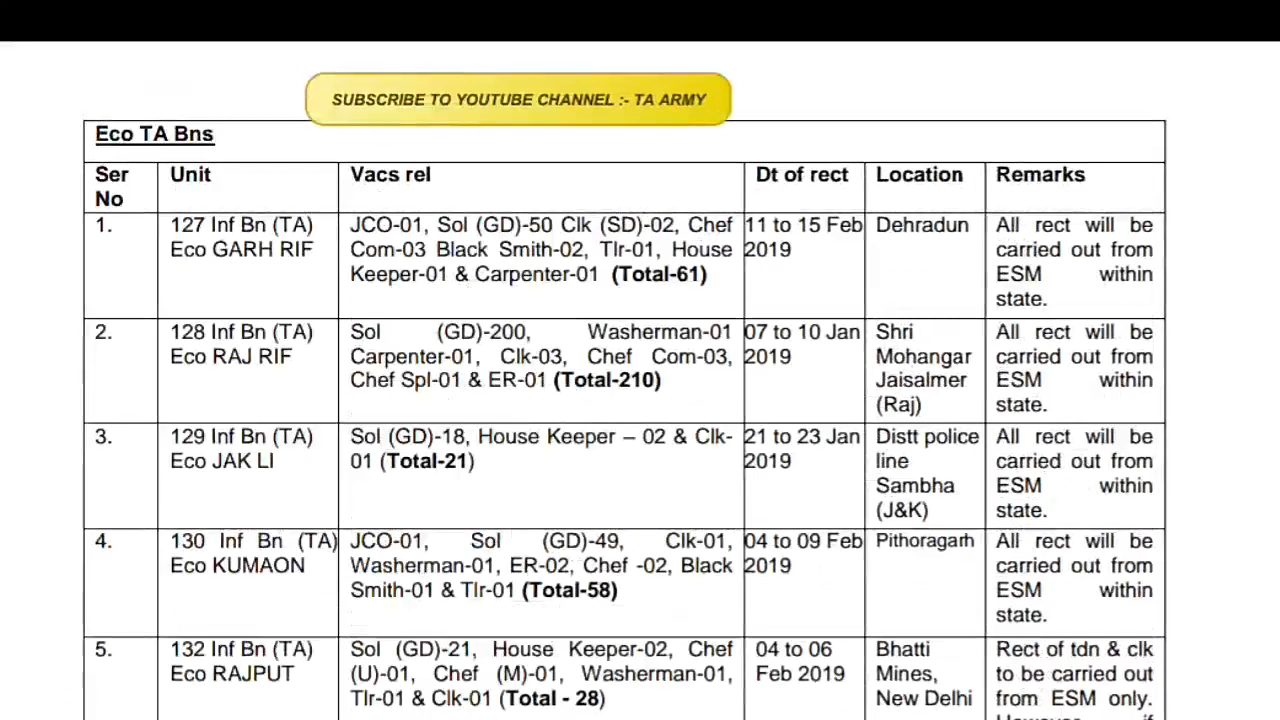 SUBSCRIBE TO YOUTUBE CHANNEL :- TA ARMY
Eco TA Bns
Ser No
Unit
Vacs rel
Dt of rect
Location
Remarks
1.
127 Inf Bn (TA)
Eco GARH RIF
JCO-01, Sol (GD)-50 Clk (SD)-02, Chef
Com-03 Black Smith-02, Tlr-01, House
Keeper-01 & Carpenter-01 (Total-61)
11 to 15 Feb
2019
Dehradun
All rect will be
carried out from
ESM within
state.
2.
128 Inf Bn (TA)
Eco RAJ RIF
Sol (GD)-200, Washerman-01
Carpenter-01, Clk-03, Chef Com-03,
Chef Spl-01 & ER-01 (Total-210)
07 to 10 Jan
2019
Shri
Mohangar
Jaisalmer
(Raj)
All rect will be
carried out from
ESM within
state.
3.
129 Inf Bn (TA)
Eco JAK LI
Sol (GD)-18, House Keeper – 02 & Clk-
01 (Total-21)
21 to 23 Jan
2019
Distt police
line
Sambha
(J&K)
All rect will be
carried out from
ESM within
state.
4.
130 Inf Bn (TA)
Eco KUMAON
JCO-01, Sol (GD)-49, Clk-01,
Washerman-01, ER-02, Chef -02, Black
Smith-01 & Tlr-01 (Total-58)
04 to 09 Feb
2019
Pithoragarh
All rect will be
carried out from
ESM within
state.
5.
132 Inf Bn (TA)
Eco RAJPUT
Sol (GD)-21, House Keeper-02, Chef
(U)-01, Chef (M)-01, Washerman-01,
Tlr-01 & Clk-01 (Total - 28)
04 to 06
Feb 2019
Bhatti
Mines,
New Delhi
Rect of tdn & clk
to be carried out
from ESM only.